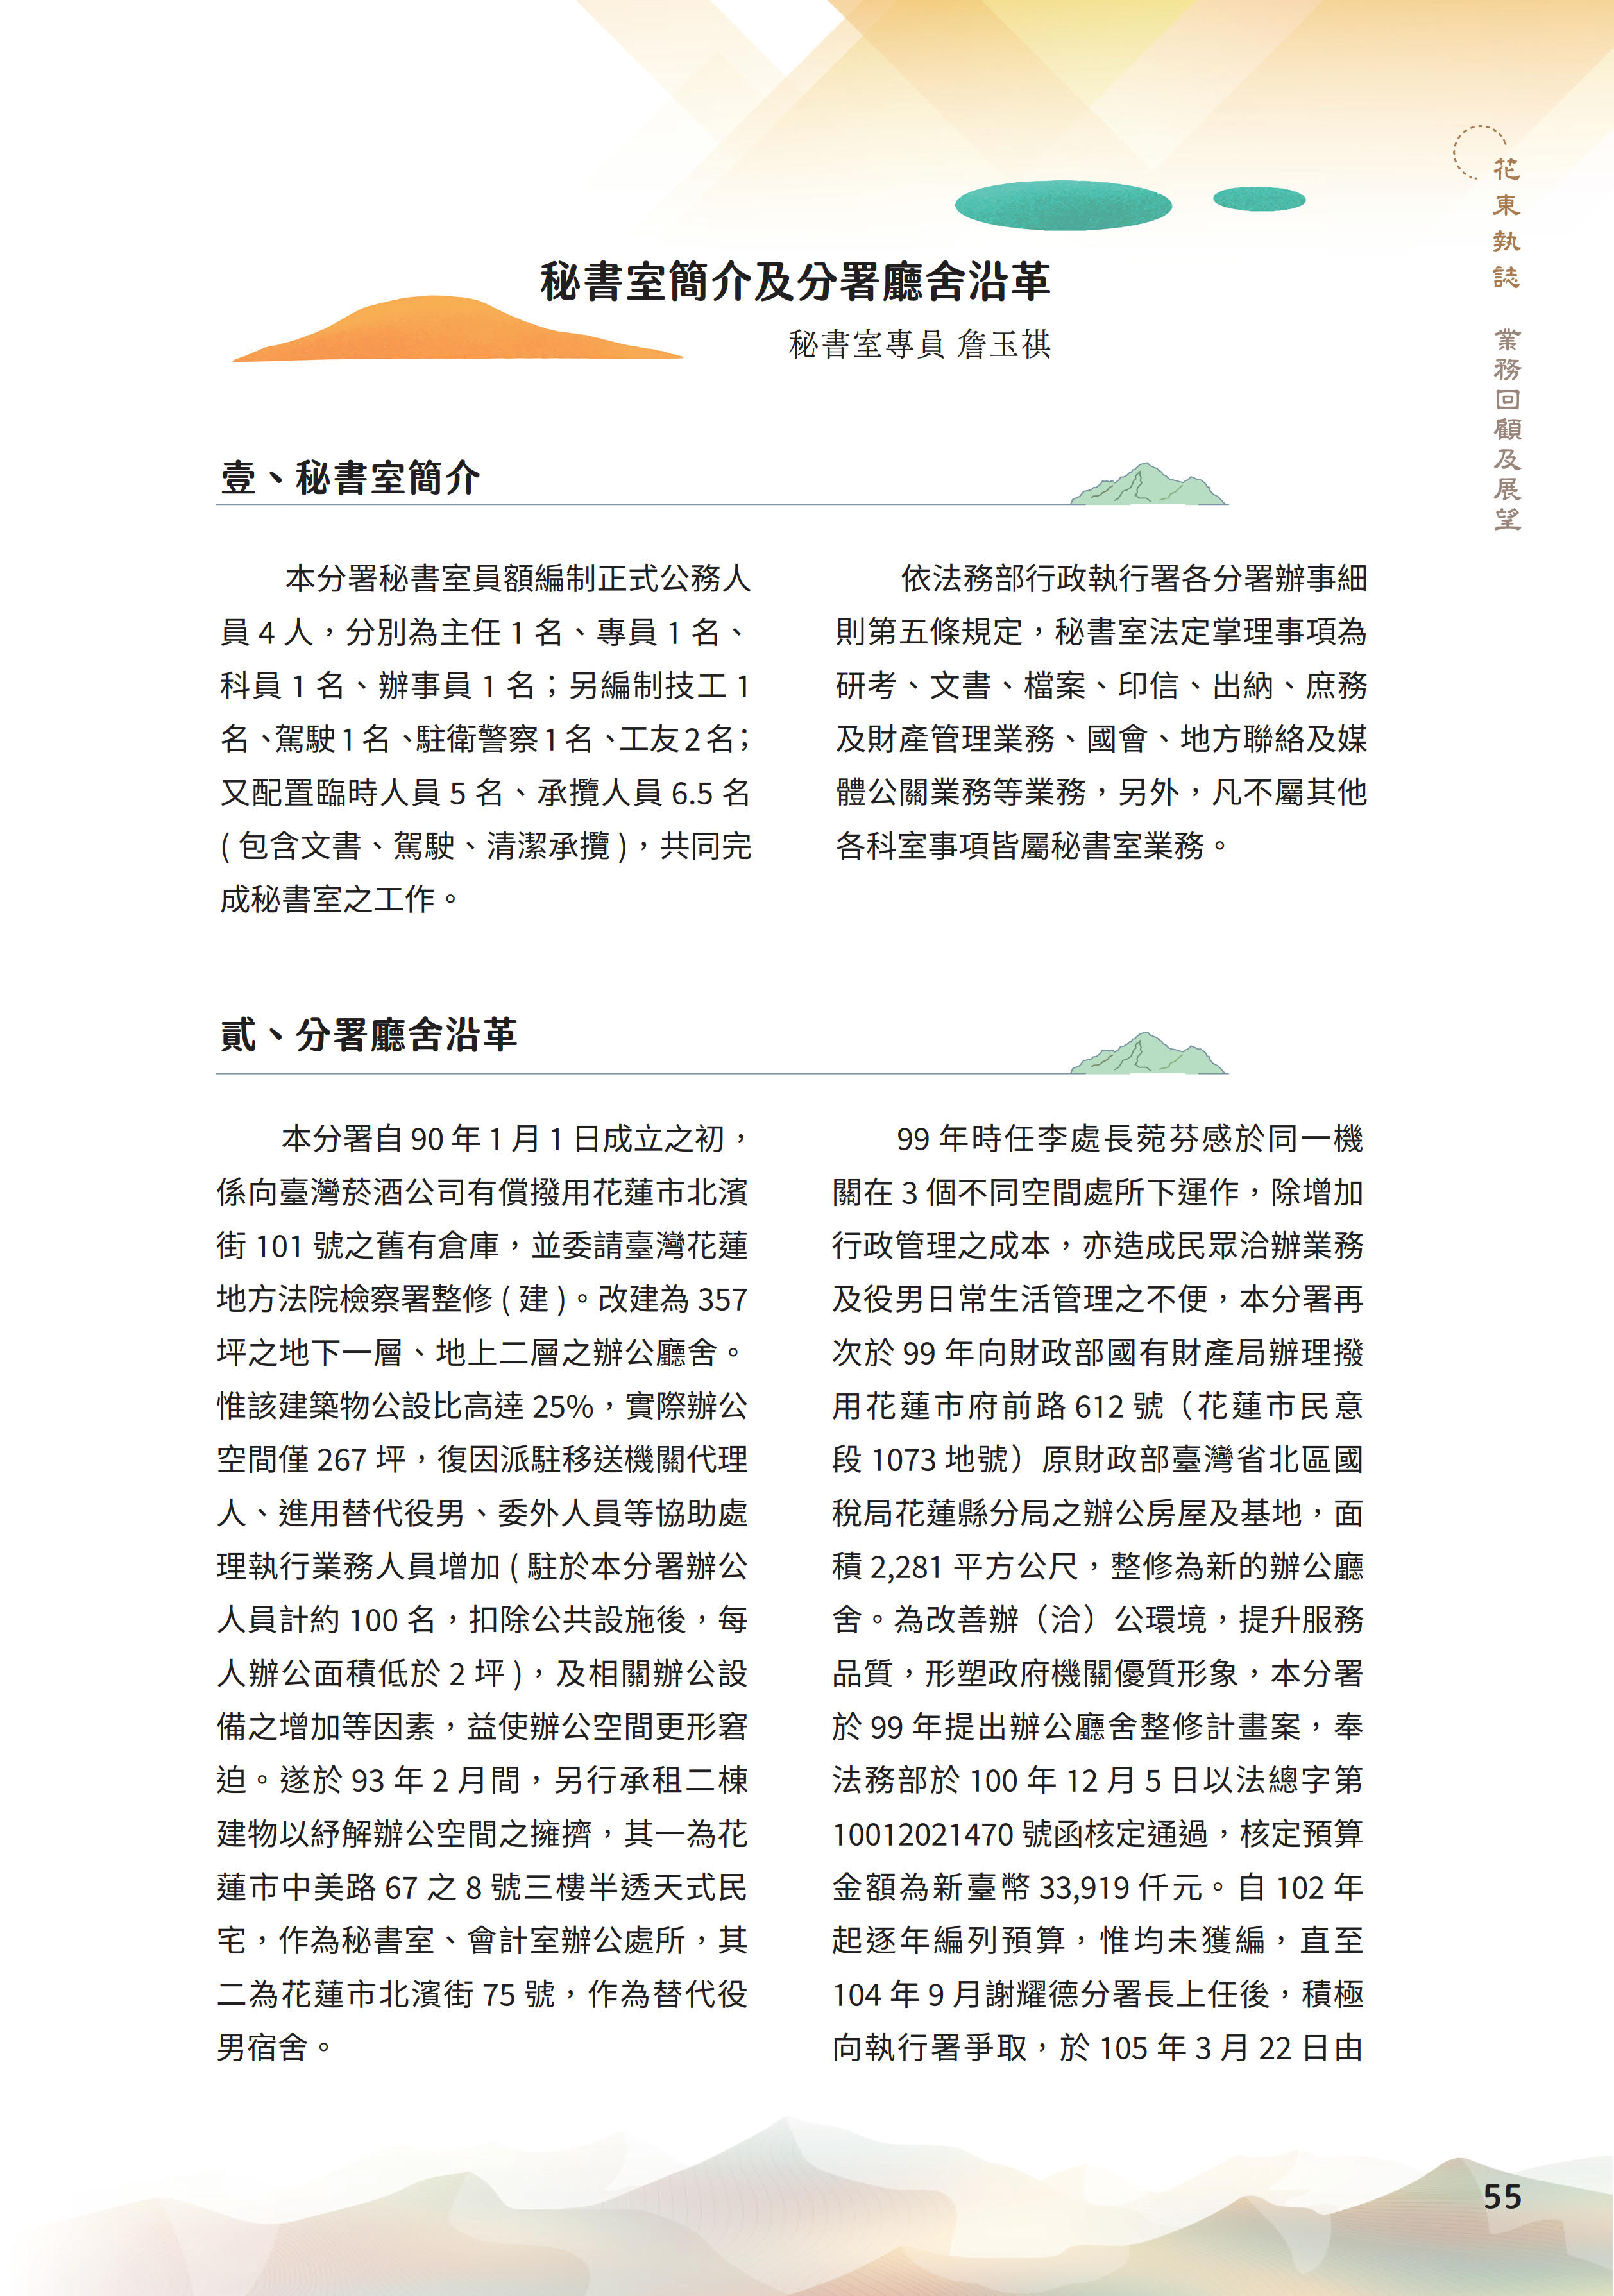 花東執誌 業務回顧及展望
秘書室簡介及分署廳舍沿革
秘書室專員 詹玉祺
壹、秘書室簡介
本分署秘書室員額編制正式公務人
員 4 人，分別為主任 1 名、專員 1 名、
科員 1 名、辦事員 1 名；另編制技工 1
名、駕駛 1 名、駐衛警察 1 名、工友 2 名；
又配置臨時人員 5 名、承攬人員 6.5 名
( 包含文書、駕駛、清潔承攬 )，共同完
成秘書室之工作。
依法務部行政執行署各分署辦事細
則第五條規定，秘書室法定掌理事項為
研考、文書、檔案、印信、出納、庶務
及財產管理業務、國會、地方聯絡及媒
體公關業務等業務，另外，凡不屬其他
各科室事項皆屬秘書室業務。
貳、分署廳舍沿革
本分署自 90 年 1 月 1 日成立之初，
係向臺灣菸酒公司有償撥用花蓮市北濱
街 101 號之舊有倉庫，並委請臺灣花蓮
地方法院檢察署整修 ( 建 )。改建為 357
坪之地下一層、地上二層之辦公廳舍。
惟該建築物公設比高達 25%，實際辦公
空間僅 267 坪，復因派駐移送機關代理
人、進用替代役男、委外人員等協助處
理執行業務人員增加 ( 駐於本分署辦公
人員計約 100 名，扣除公共設施後，每
人辦公面積低於 2 坪 )，及相關辦公設
備之增加等因素，益使辦公空間更形窘
迫。遂於 93 年 2 月間，另行承租二棟
建物以紓解辦公空間之擁擠，其一為花
蓮市中美路 67 之 8 號三樓半透天式民
宅，作為秘書室、會計室辦公處所，其
二為花蓮市北濱街 75 號，作為替代役
男宿舍。
99 年時任李處長菀芬感於同一機
關在 3 個不同空間處所下運作，除增加
行政管理之成本，亦造成民眾洽辦業務
及役男日常生活管理之不便，本分署再
次於 99 年向財政部國有財產局辦理撥
用花蓮市府前路 612 號（花蓮市民意
段 1073 地號）原財政部臺灣省北區國
稅局花蓮縣分局之辦公房屋及基地，面
積 2,281 平方公尺，整修為新的辦公廳
舍。為改善辦（洽）公環境，提升服務
品質，形塑政府機關優質形象，本分署
於 99 年提出辦公廳舍整修計畫案，奉
法務部於 100 年 12 月 5 日以法總字第
10012021470 號函核定通過，核定預算
金額為新臺幣 33,919 仟元。自 102 年
起逐年編列預算，惟均未獲編，直至
104 年 9 月謝耀德分署長上任後，積極
向執行署爭取，於 105 年 3 月 22 日由
55